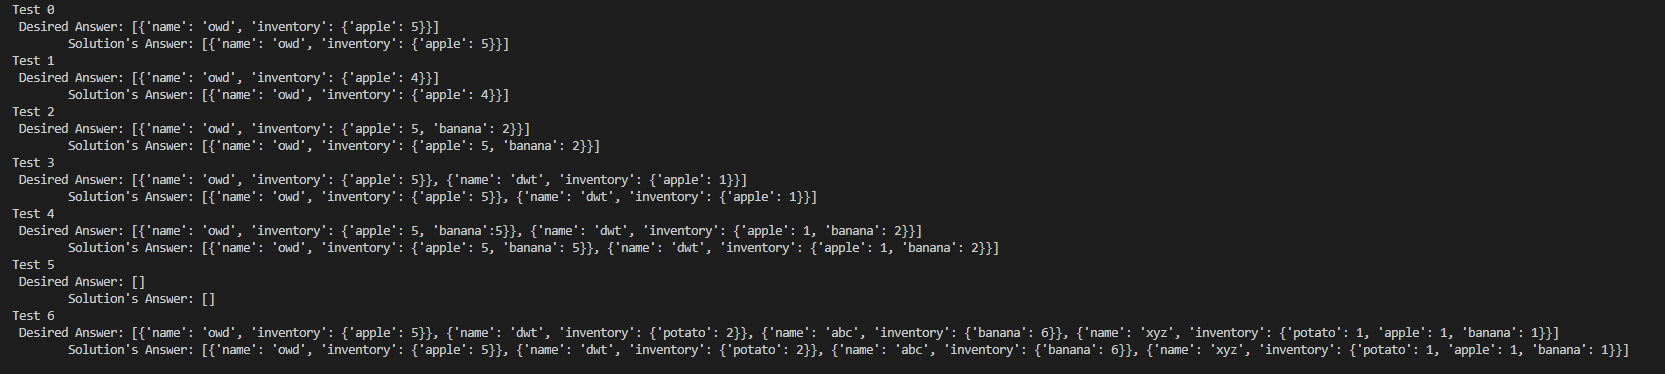 Test 0
 Desired Answer: [{'name': 'owd', 'inventory': {'apple': 5}}]
        Solution's Answer: [{'name': 'owd', 'inventory': {'apple': 5}}]
Test 1
 Desired Answer: [{'name': 'owd', 'inventory': {'apple': 4}}]
        Solution's Answer: [{'name': 'owd', 'inventory': {'apple': 4}}]
Test 2
 Desired Answer: [{'name': 'owd', 'inventory': {'apple': 5, 'banana': 2}}]
        Solution's Answer: [{'name': 'owd', 'inventory': {'apple': 5, 'banana': 2}}]
Test 3
 Desired Answer: [{'name': 'owd', 'inventory': {'apple': 5}}, {'name': 'dwt', 'inventory': {'apple': 1}}]
        Solution's Answer: [{'name': 'owd', 'inventory': {'apple': 5}}, {'name': 'dwt', 'inventory': {'apple': 1}}]
Test 4
 Desired Answer: [{'name': 'owd', 'inventory': {'apple': 5, 'banana':5}}, {'name': 'dwt', 'inventory': {'apple': 1, 'banana': 2}}]
        Solution's Answer: [{'name': 'owd', 'inventory': {'apple': 5, 'banana': 5}}, {'name': 'dwt', 'inventory': {'apple': 1, 'banana': 2}}]
Test 5
 Desired Answer: []
        Solution's Answer: []
Test 6
 Desired Answer: [{'name': 'owd', 'inventory': {'apple': 5}}, {'name': 'dwt', 'inventory': {'potato': 2}}, {'name': 'abc', 'inventory': {'banana': 6}}, {'name': 'xyz', 'inventory': {'potato': 1, 'apple': 1, 'banana': 1}}]
        Solution's Answer: [{'name': 'owd', 'inventory': {'apple': 5}}, {'name': 'dwt', 'inventory': {'potato': 2}}, {'name': 'abc', 'inventory': {'banana': 6}}, {'name': 'xyz', 'inventory': {'potato': 1, 'apple': 1, 'banana': 1}}]